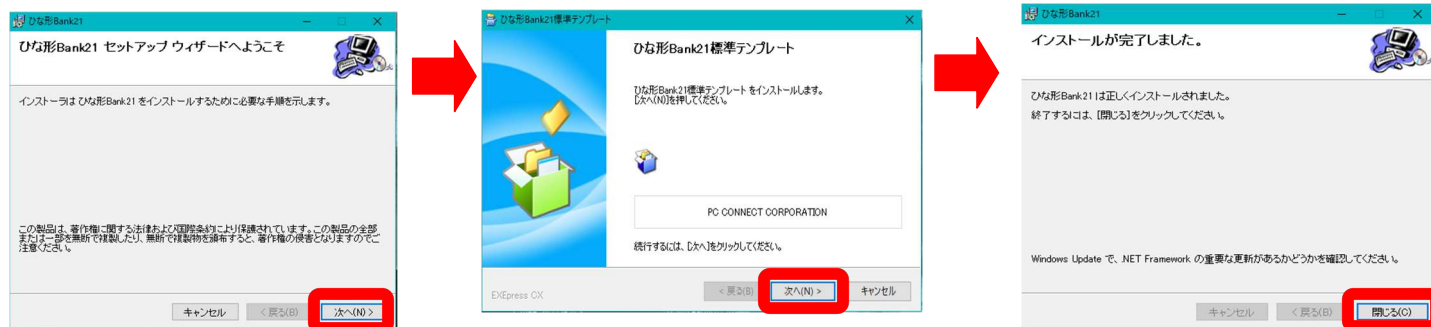 ひな形Bank21
ひな形Bank21 セットアップ ウィザードへようこそ
インストーラは ひな形Bank21 をインストールするために必要な手順を示します。
この製品は、著作権に関する法律および国際条約により保護されています。この製品の全部
または一部を無断で複製したり、無断で複製物を頒布すると、著作権の侵害となりますのでご
注意ください。
キャンセル
< 戻る(B)
次へ(N) >
ひな形Bank21標準テンプレート
ひな形Bank21標準テンプレート
ひな形Bank21標準テンプレート をインストールします。
[次へ(N)]を押してください。
PC CONNECT CORPORATION
続行するには、[次へ]をクリックしてください。
EXEpress CX
< 戻る(B)
次へ(N) >
キャンセル
ひな形Bank21
インストールが完了しました。
ひな形Bank21 は正しくインストールされました。
終了するには、[閉じる]をクリックしてください。
Windows Update で、.NET Framework の重要な更新があるかどうかを確認してください。
キャンセル
< 戻る(B)
閉じる(C)